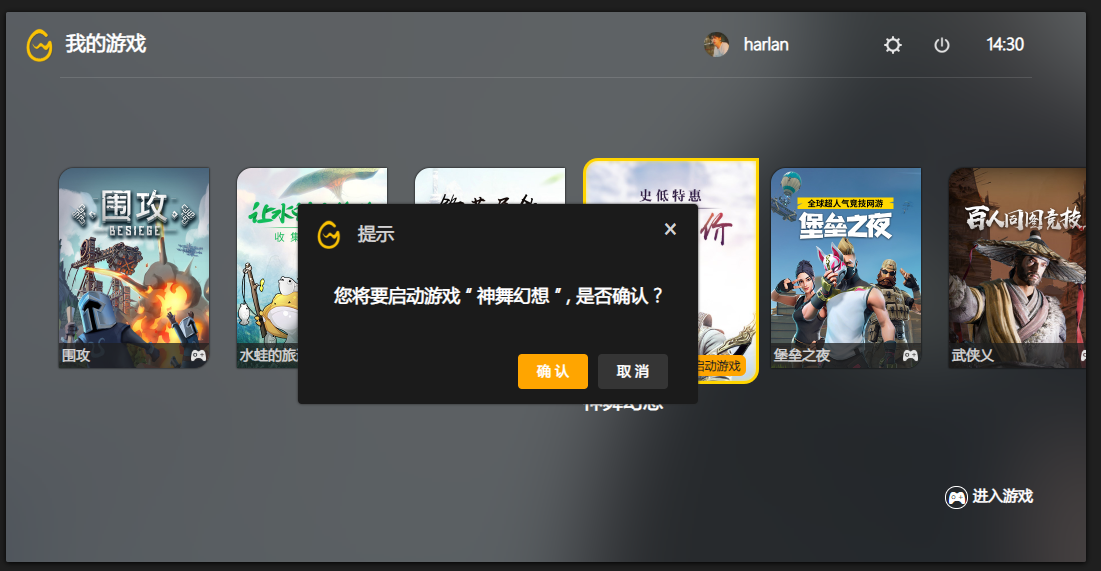 我的游戏
harlan
14:30
围攻
BESIEGE
围攻
让水
收集
水蛙的旅
史低特惠
价
启动游戏
神舞幻想
全球超人气竞技网游
堡垒之夜
堡垒之夜
百人同图竞技
武侠乂
提示
×
您将要启动游戏“ 神舞幻想 ”, 是否确认？
确 认
取 消
进入游戏